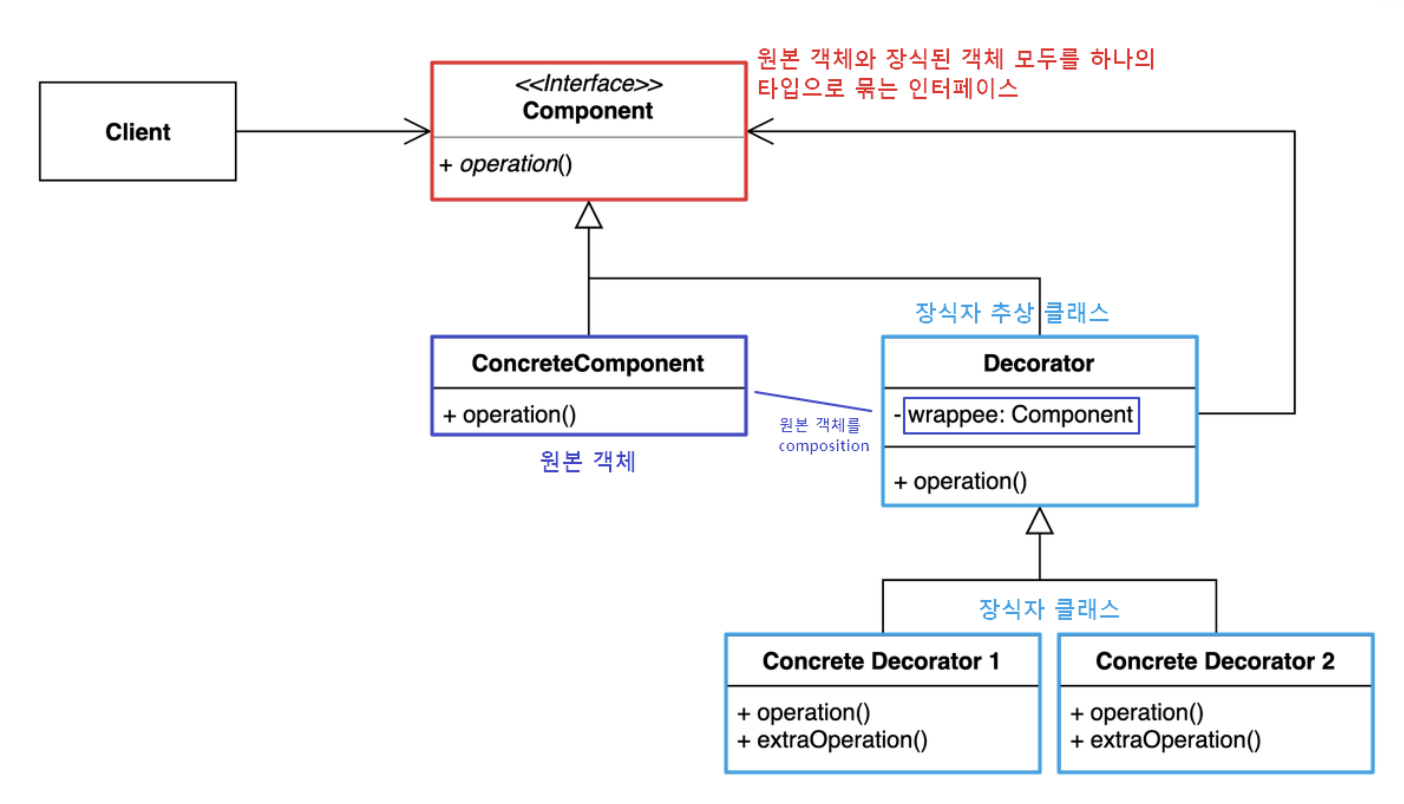 원본 객체와 장식된 객체 모두를 하나의
타입으로 묶는 인터페이스
<<Interface>>
Component
+ operation()
Client
장식자 추상 클래스
ConcreteComponent
+ operation()
원본 객체
원본 객체를
composition
Decorator
- wrappee: Component
+ operation()
장식자 클래스
Concrete Decorator 1
+ operation()
+ extraOperation()
Concrete Decorator 2
+ operation()
+ extraOperation()